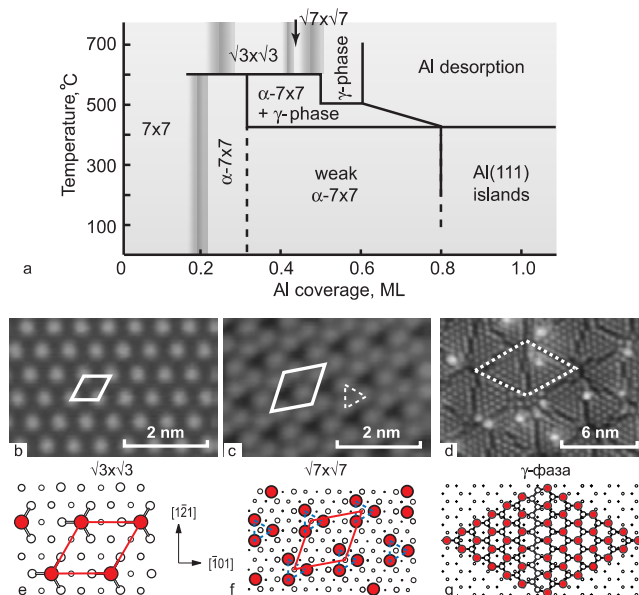 √7x√7
700
√3x√3
Al desorption
γ-phase
α-7x7
+ γ-phase
500
Temperature,°C
7x7
α-7x7
300
weak
α-7x7
Al(111)
islands
100
a
0 0.2 0.4 0.6 0.8 1.0
Al coverage, ML
b 2 nm
c 2 nm
d 6 nm
√3x√3 √7x√7 γ-фаза
[12̄1]
[1̄01]
e f g